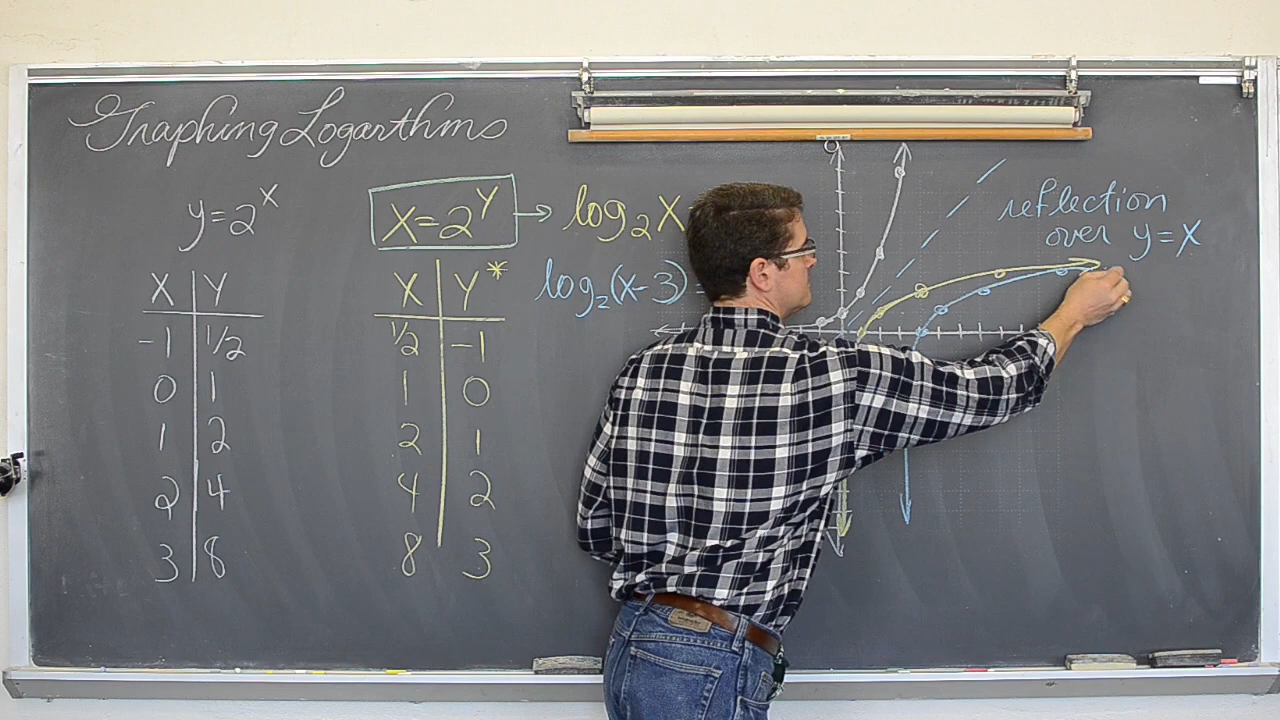 Graphing Logarthms
y=2^x
x=2^y → log₂x
log₂(x-3) =
reflection
over y=x
x y
-1 1/2
0 1
1 2
2 4
3 8
x y*
1/2 -1
1 0
2 1
4 2
8 3